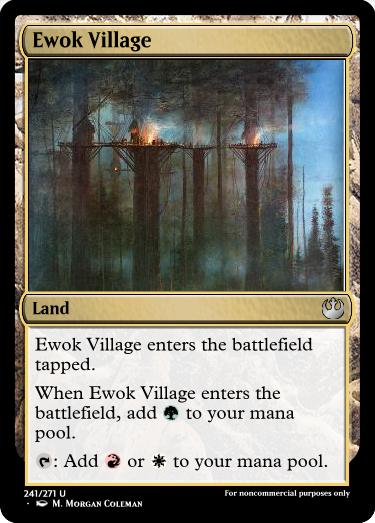 Ewok Village
Land
Ewok Village enters the battlefield
tapped.
When Ewok Village enters the
battlefield, add to your mana
pool.
: Add or to your mana pool.
241/271 U
For noncommercial purposes only
· M. Morgan Coleman